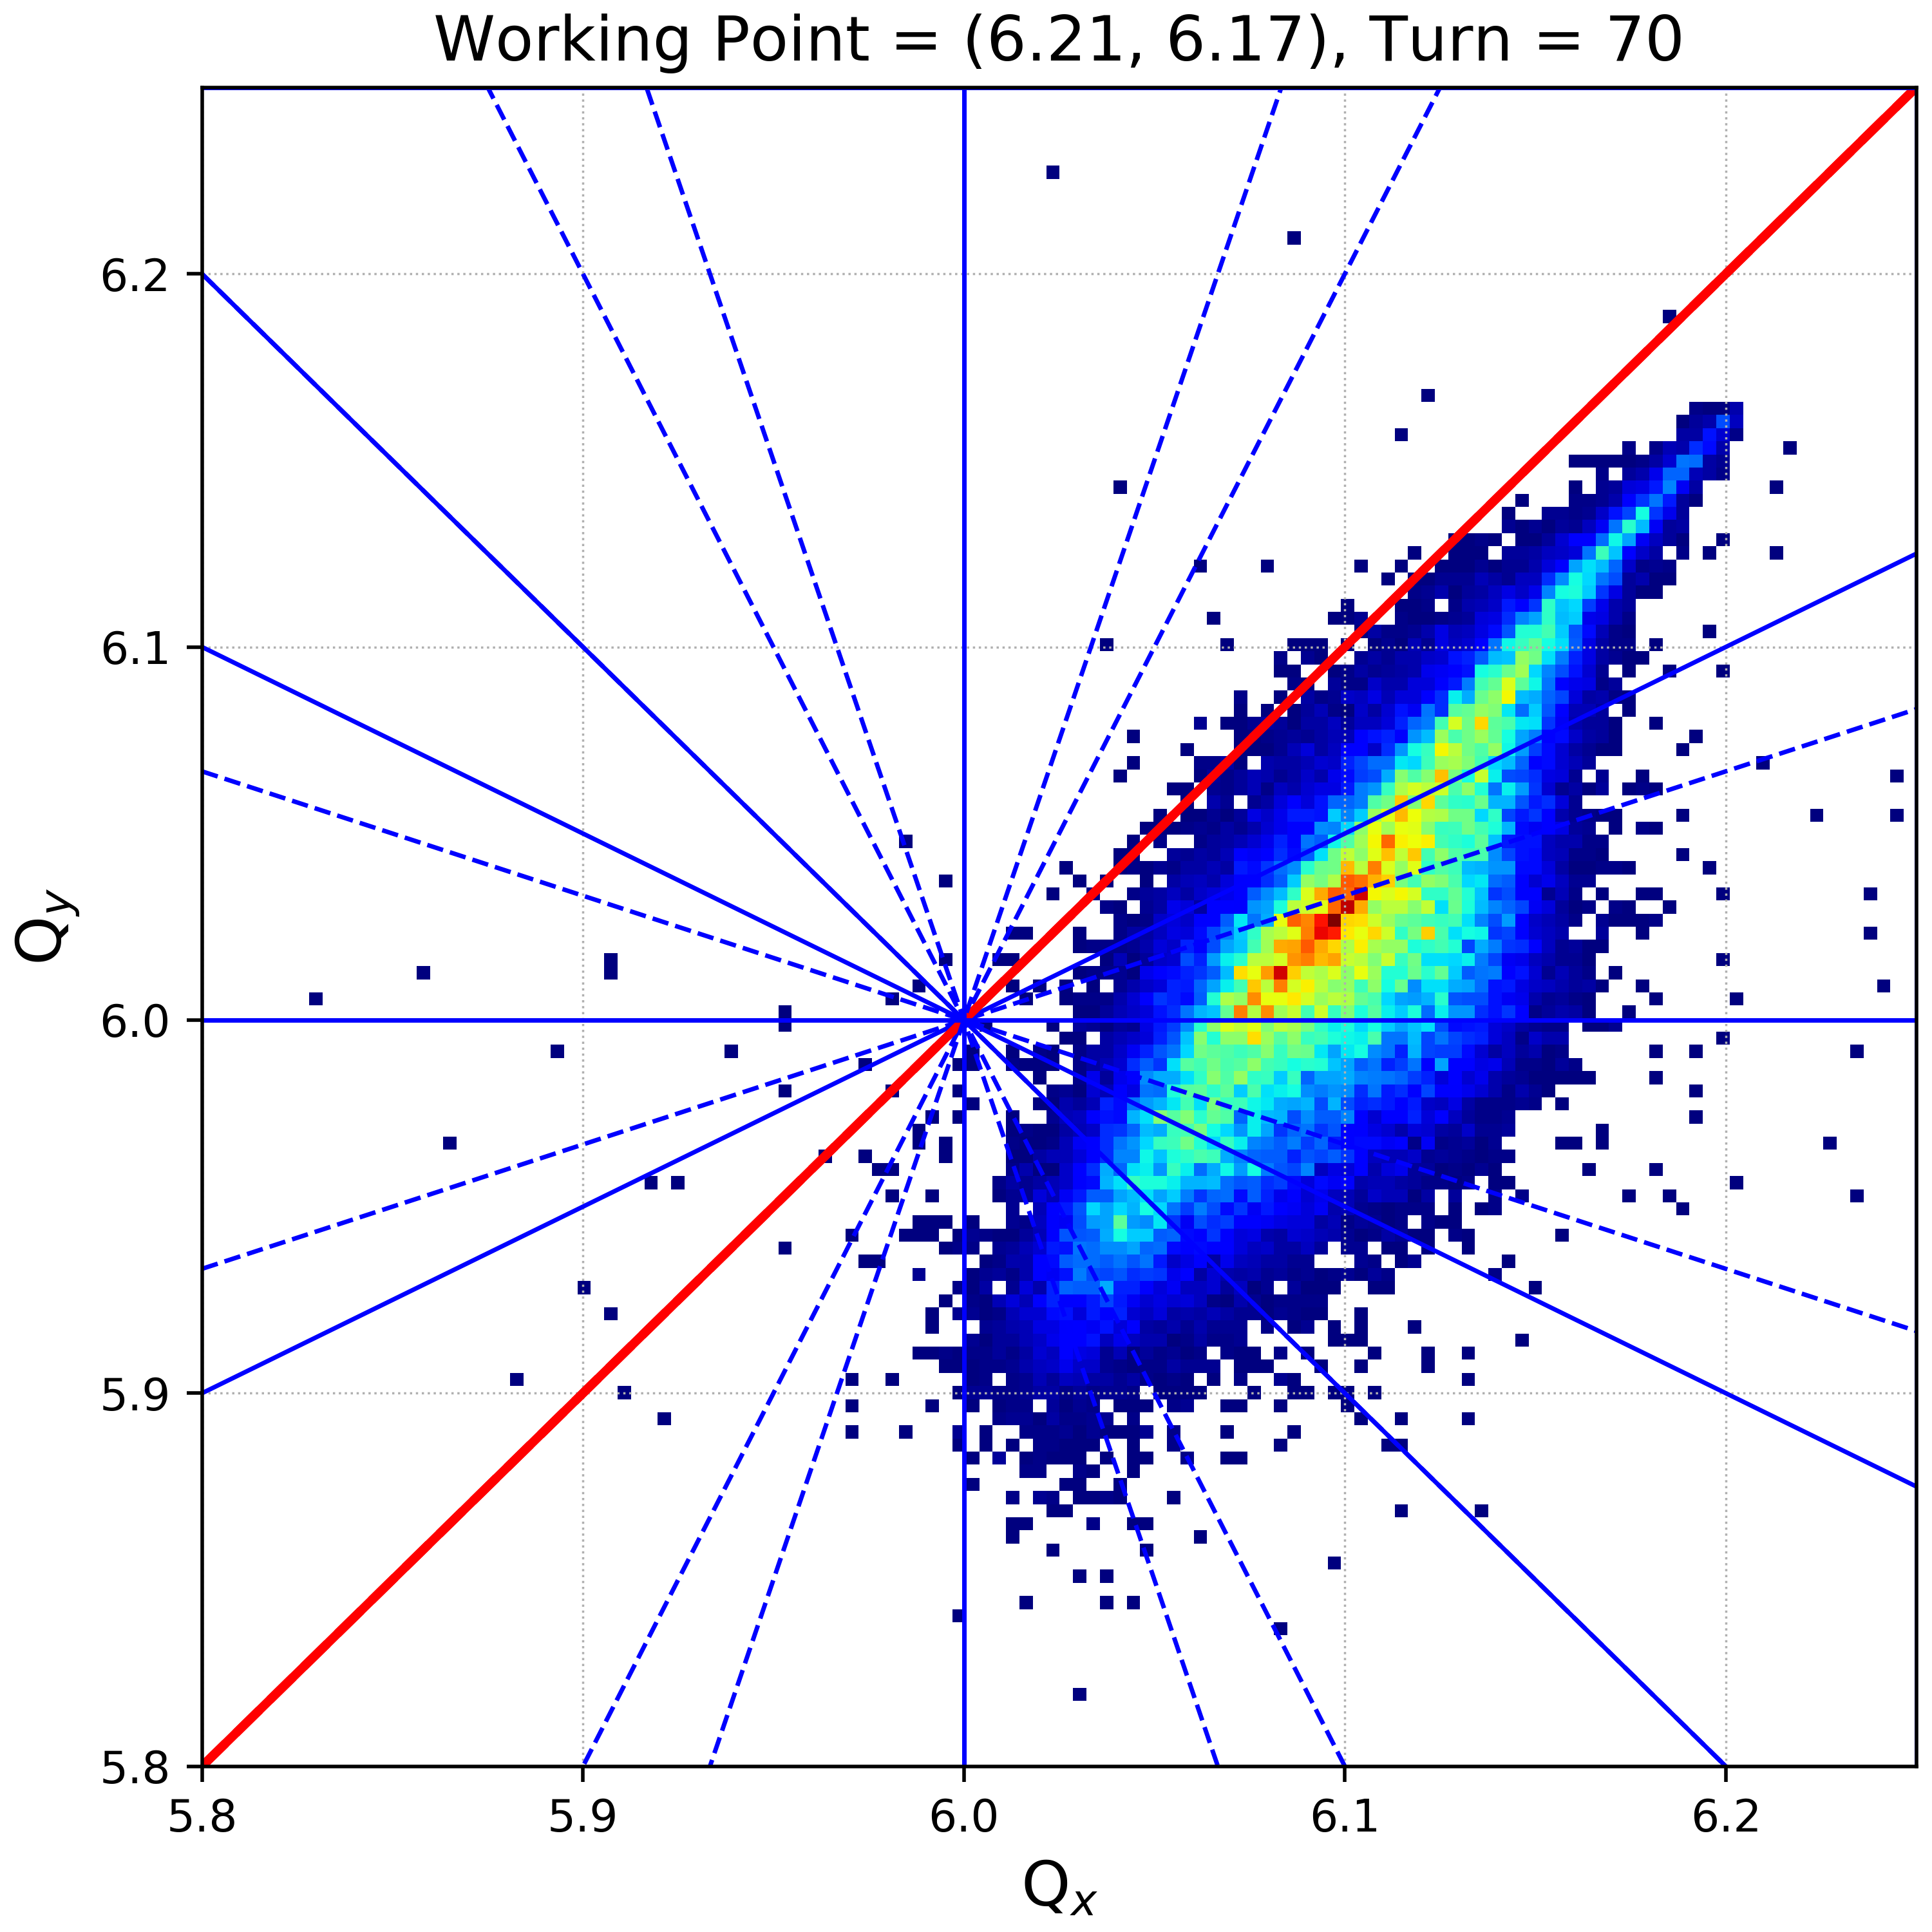 Working Point = (6.21, 6.17), Turn = 70
6.2
6.1
6.0
5.9
5.8
Qy
5.8 5.9 6.0 6.1 6.2
Qx